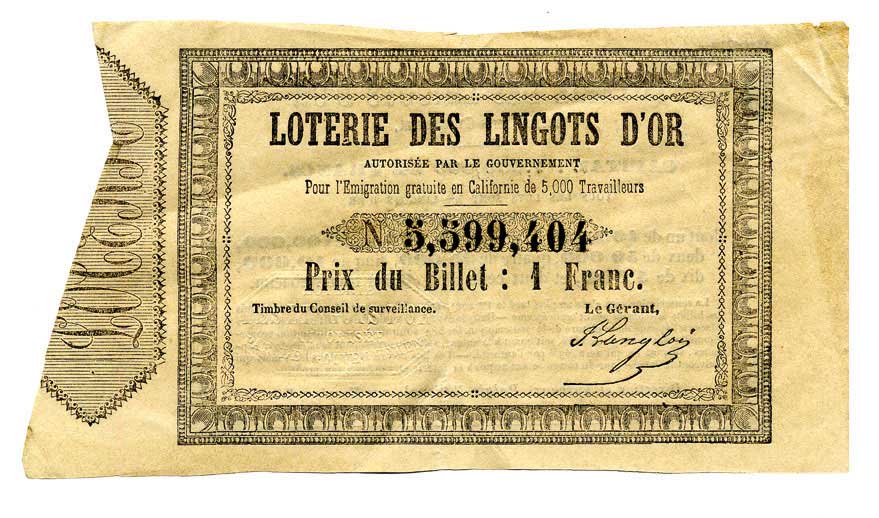 LOTERIE DES LINGOTS D'OR
AUTORISÉE PAR LE GOUVERNEMENT
Pour l'Emigration gratuite en Californie de 5,000 Travailleurs
N 5,599,404
Prix du Billet : 1 Franc.
Timbre du Conseil de surveillance.
Le Gérant,
J. Langlois